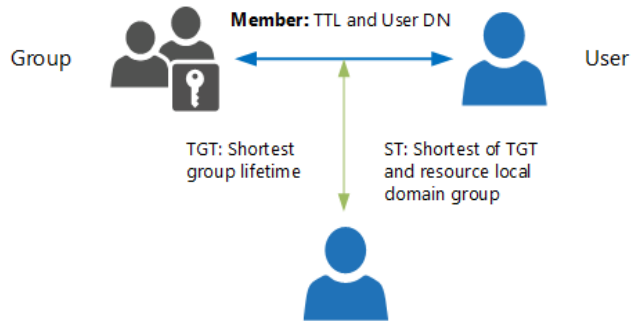 Member: TTL and User DN
Group
User
TGT: Shortest
group lifetime
ST: Shortest of TGT
and resource local
domain group